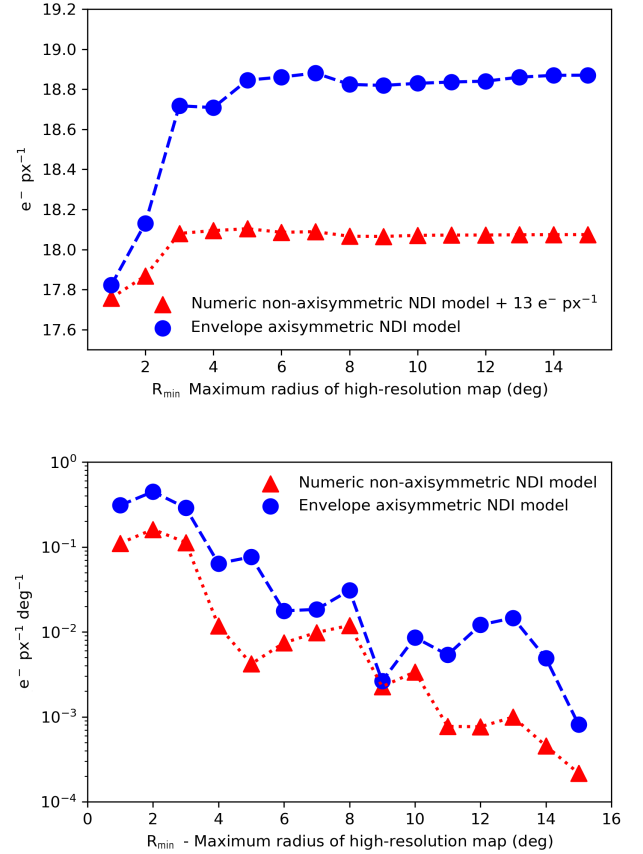 19.2
19.0
18.8
18.6
18.4
18.2
18.0
17.8
17.6
e⁻ px⁻¹
Numeric non-axisymmetric NDI model + 13 e⁻ px⁻¹
Envelope axisymmetric NDI model
2 4 6 8 10 12 14
Rmin Maximum radius of high-resolution map (deg)
10⁰
10⁻¹
10⁻²
10⁻³
10⁻⁴
e⁻ px⁻¹ deg⁻¹
Numeric non-axisymmetric NDI model
Envelope axisymmetric NDI model
0 2 4 6 8 10 12 14 16
Rmin - Maximum radius of high-resolution map (deg)